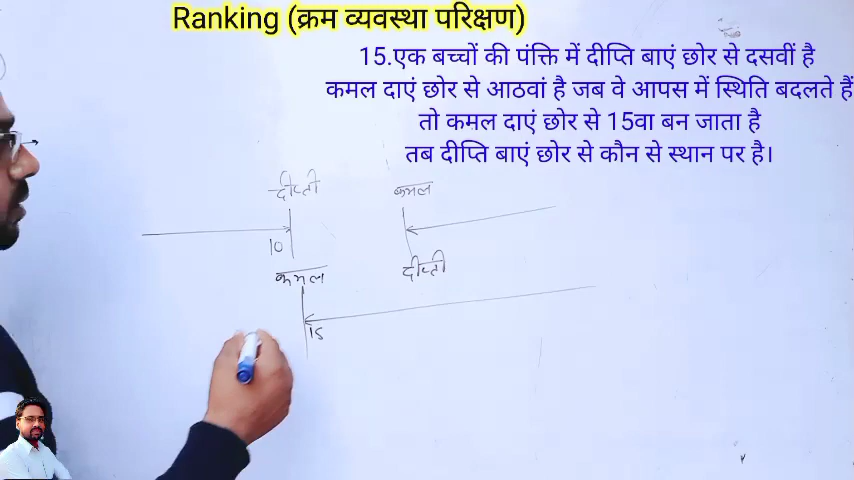 Ranking (क्रम व्यवस्था परिक्षण)
15.एक बच्चों की पंक्ति में दीप्ति बाएं छोर से दसवीं है
कमल दाएं छोर से आठवां है जब वे आपस में स्थिति बदलते हैं
तो कमल दाएं छोर से 15वा बन जाता है
तब दीप्ति बाएं छोर से कौन से स्थान पर है।
दीप्ती कमल
10
कमल दीप्ती
15